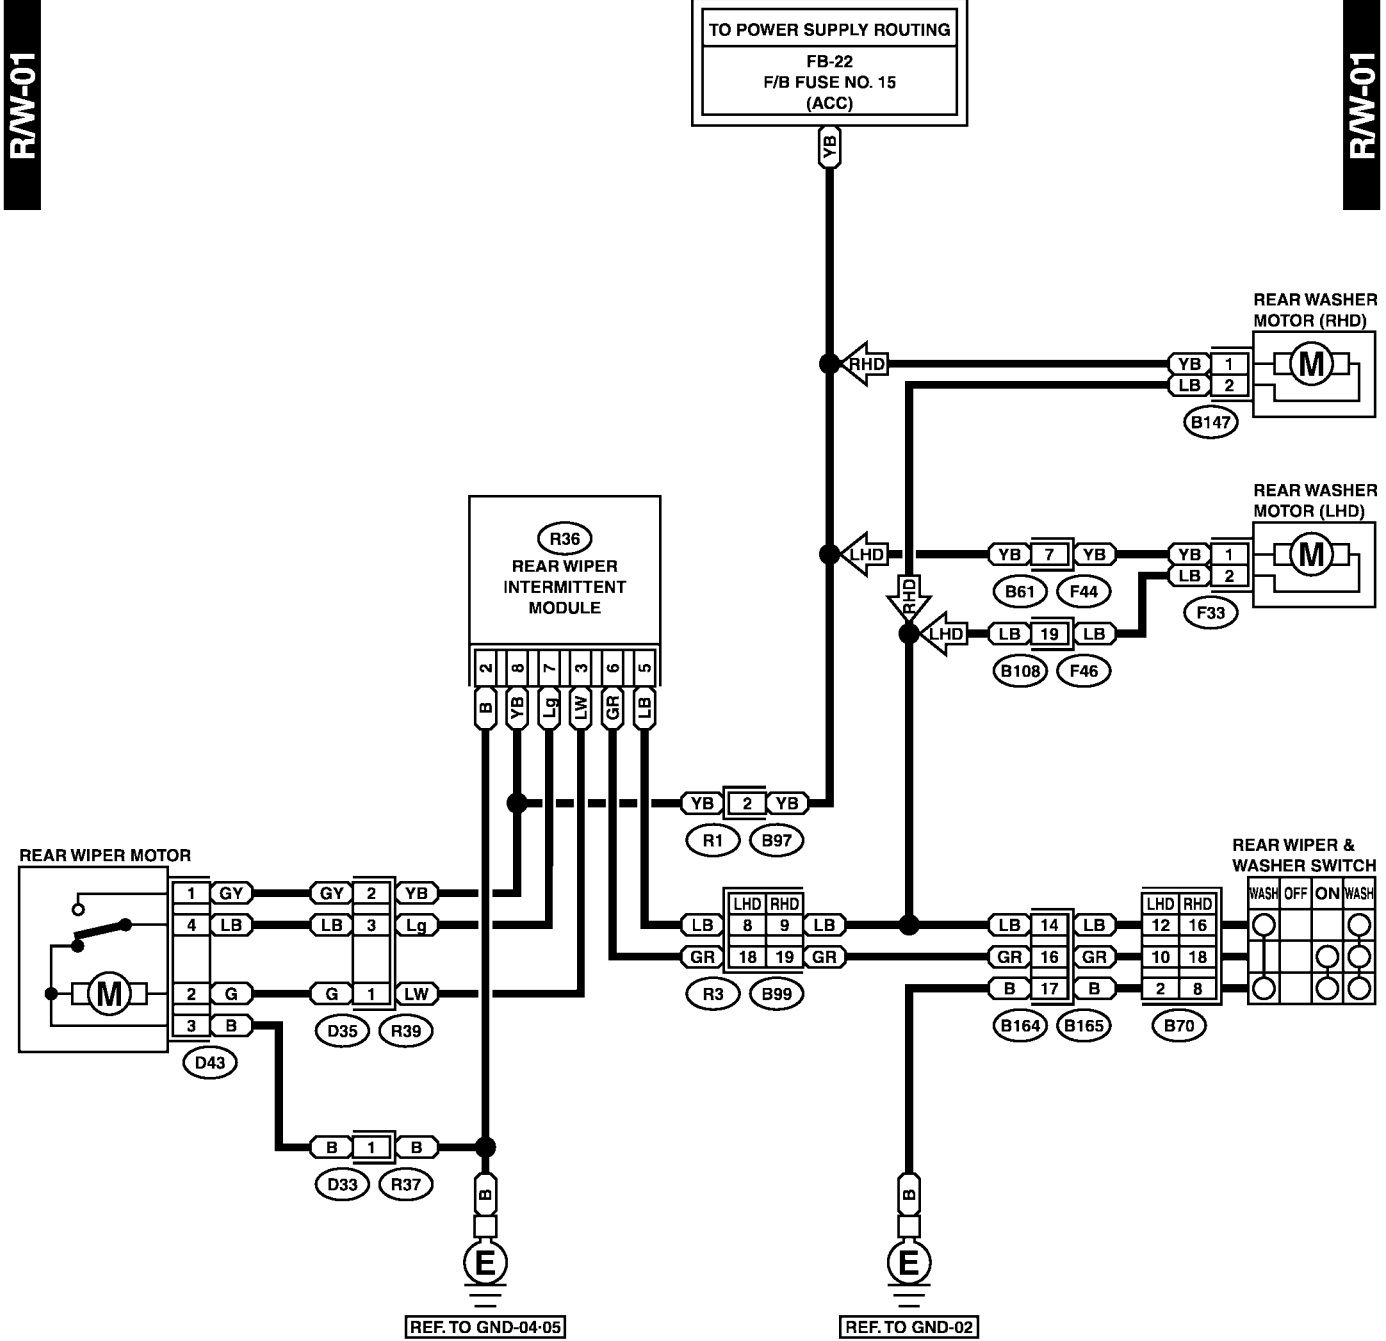 R/W-01
R/W-01
TO POWER SUPPLY ROUTING
FB-22
F/B FUSE NO. 15
(ACC)
YB
REAR WASHER
MOTOR (RHD)
RHD
YB 1 M
LB 2
B147
REAR WASHER
MOTOR (LHD)
LHD YB 7 YB YB 1 M
LB 2
B61 F44 F33
RHD
LHD LB 19 LB
B108 F46
R36
REAR WIPER
INTERMITTENT
MODULE
2 8 7 3 6 5
B YB Lg LW GR LB
YB 2 YB
R1 B97
REAR WIPER MOTOR
1 GY GY 2 YB
4 LB LB 3 Lg
M 2 G G 1 LW
3 B
D35 R39
D43
B 1 B
D33 R37
B
E
REF. TO GND-04·05
LHD RHD
LB 8 9 LB
GR 18 19 GR
R3 B99
LB 14 LB
GR 16 GR
B 17 B
B164 B165
LHD RHD
12 16
10 18
2 8
B70
REAR WIPER &
WASHER SWITCH
WASH OFF ON WASH
B
E
REF. TO GND-02